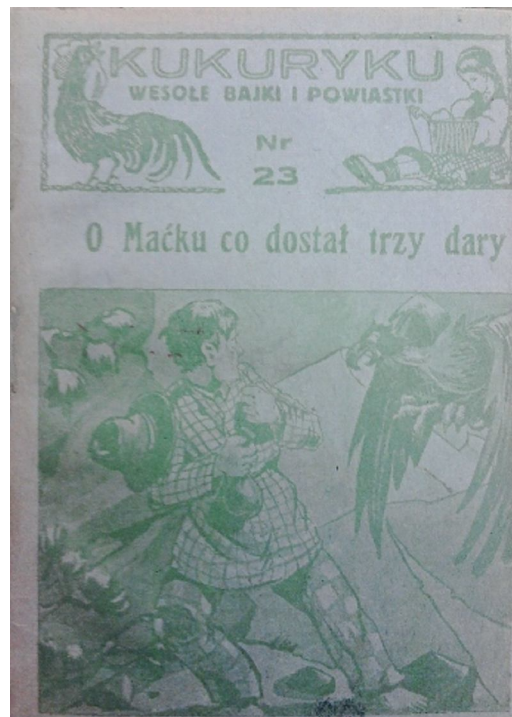 KUKURYKU
WESOŁE BAJKI I POWIASTKI
Nr
23
O Maćku co dostał trzy dary